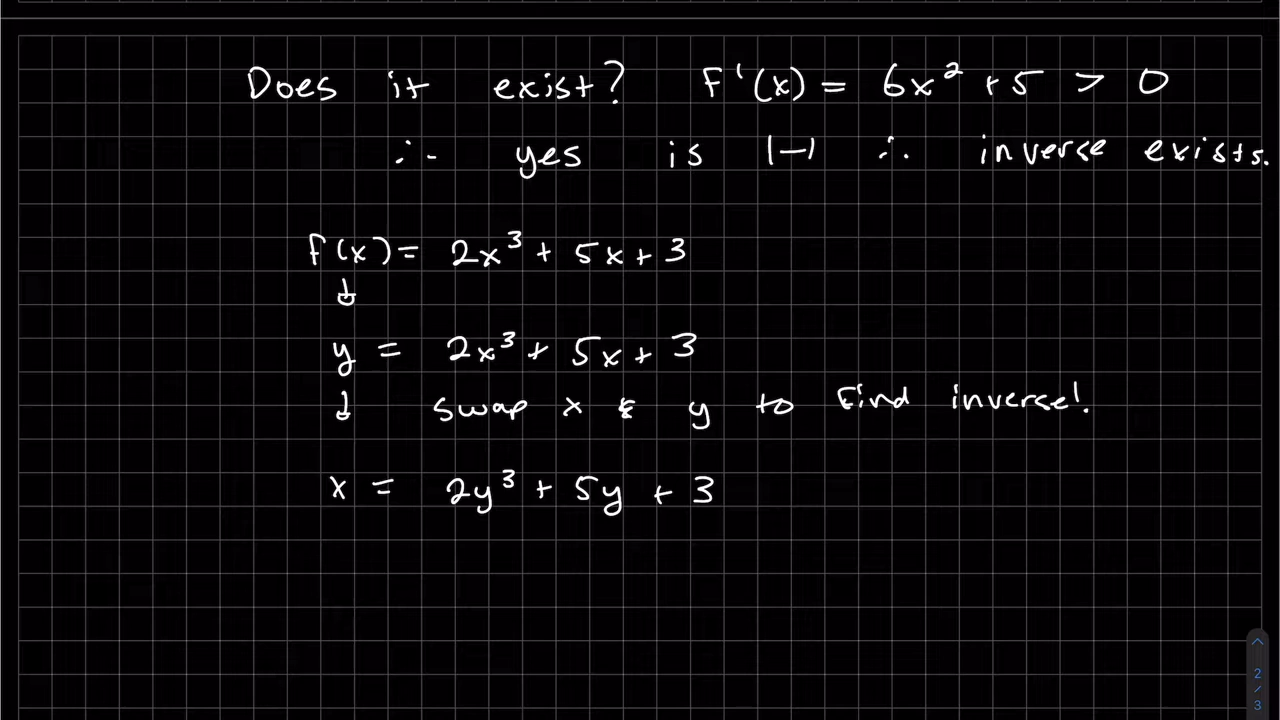 Does it exist? f'(x) = 6x² + 5 > 0
∴ yes is 1-1 ∴ inverse exists.
f(x) = 2x³ + 5x + 3
↓
y = 2x³ + 5x + 3
↓ swap x & y to find inverse!
x = 2y³ + 5y + 3
2
/
3